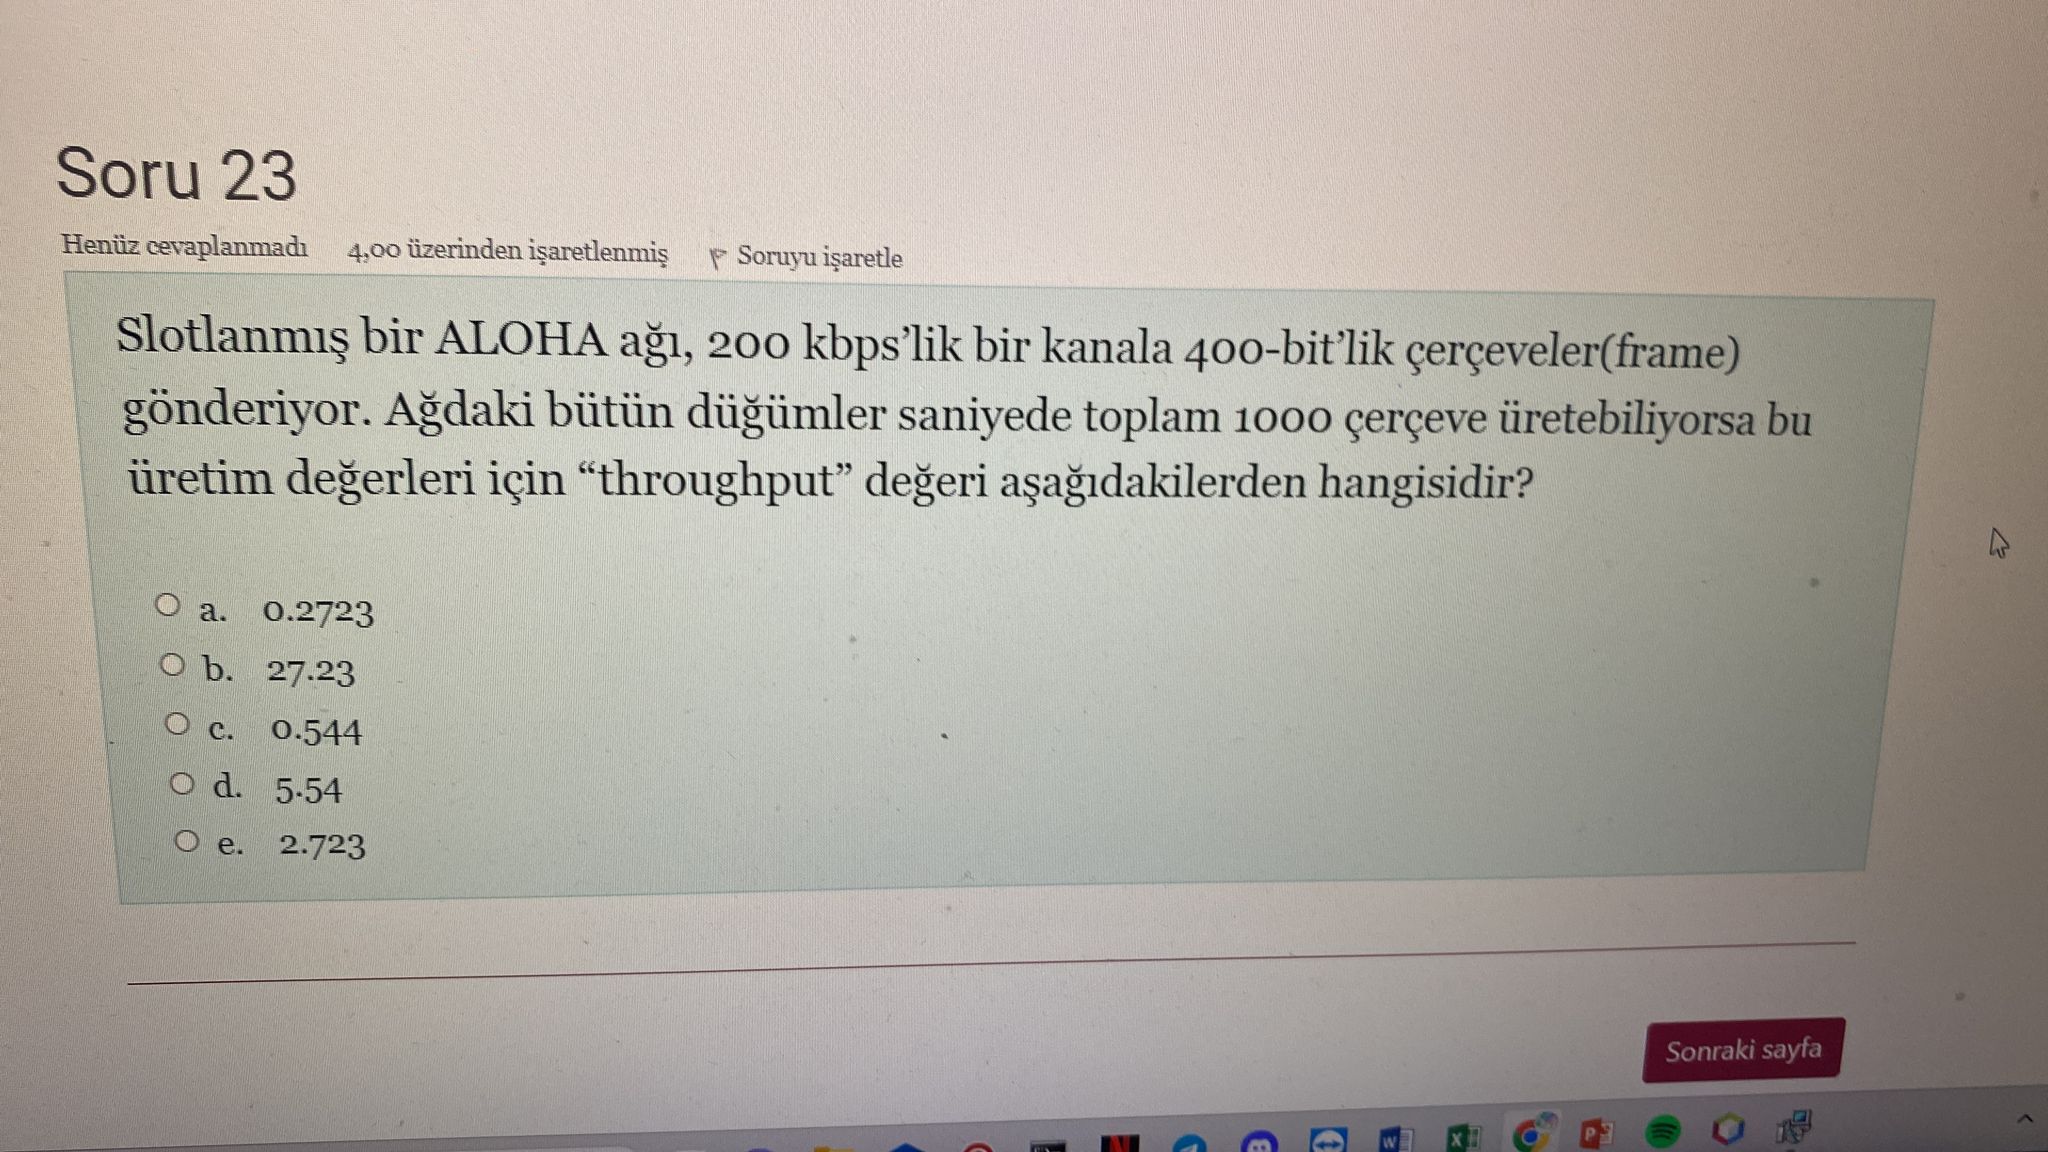 Soru 23
Henüz cevaplanmadı 4,00 üzerinden işaretlenmiş Soruyu işaretle
Slotlanmış bir ALOHA ağı, 200 kbps’lik bir kanala 400-bit’lik çerçeveler(frame)
gönderiyor. Ağdaki bütün düğümler saniyede toplam 1000 çerçeve üretebiliyorsa bu
üretim değerleri için “throughput” değeri aşağıdakilerden hangisidir?
a. 0.2723
b. 27.23
c. 0.544
d. 5.54
e. 2.723
Sonraki sayfa